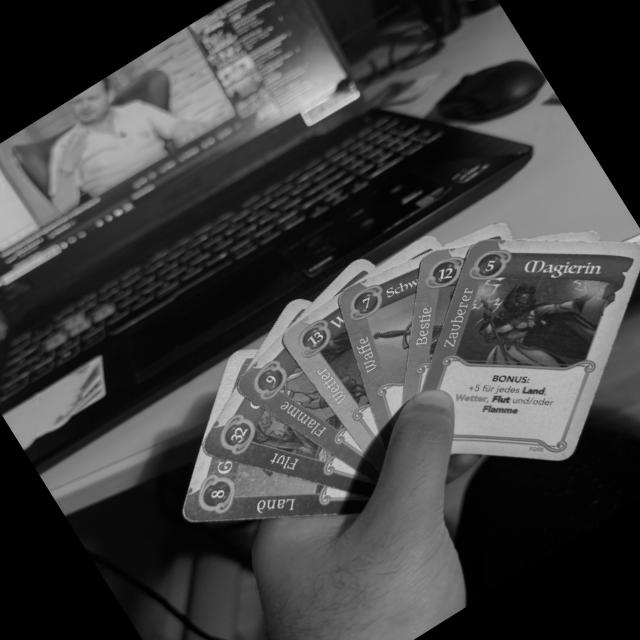 5 Magierin
Zauberer
BONUS:
+5 für jedes Land,
Wetter, Flut und/oder
Flamme
12
Bestie
7 Schw
Waffe
13 W
Wetter
9
Flamme
32
Flut
8 G
Land